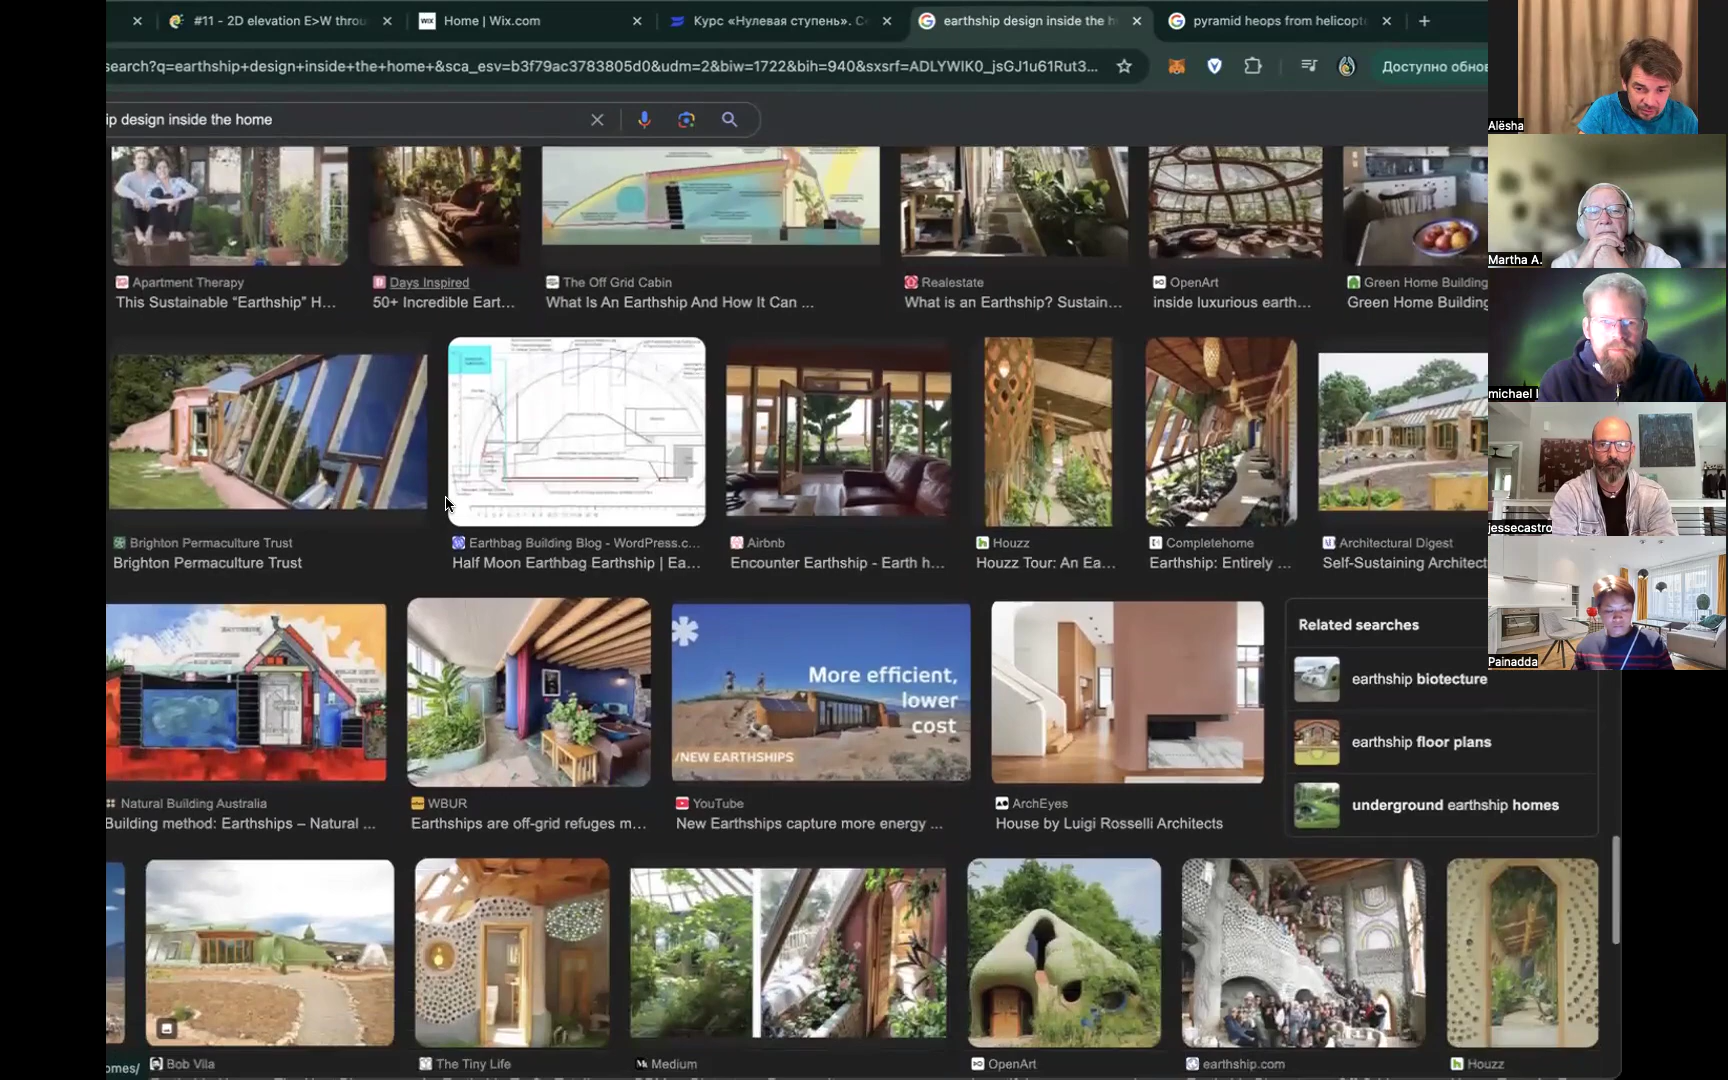 #11 - 2D elevation E>W throu
WIX
Home | Wix.com
Курс «Нулевая ступень». Се
earthship design inside the h
pyramid heops from helicopt
search?q=earthship+design+inside+the+home+&sca_esv=b3f79ac3783805d0&udm=2&biw=1722&bih=940&sxsrf=ADLYWIK0_jsGJ1u61Rut3...
Доступно обнов
ip design inside the home
Alësha
Martha A.
michael l
jessecastro
Painadda
Apartment Therapy
This Sustainable “Earthship” H...
Days Inspired
50+ Incredible Eart...
The Off Grid Cabin
What Is An Earthship And How It Can ...
Realestate
What is an Earthship? Sustain...
OpenArt
inside luxurious earth...
Green Home Building
Green Home Building
Brighton Permaculture Trust
Brighton Permaculture Trust
Earthbag Building Blog - WordPress.c...
Half Moon Earthbag Earthship | Ea...
Airbnb
Encounter Earthship - Earth h...
Houzz
Houzz Tour: An Ea...
Completehome
Earthship: Entirely ...
Architectural Digest
Self-Sustaining Architect
More efficient,
lower
cost
/NEW EARTHSHIPS
Natural Building Australia
Building method: Earthships – Natural ...
WBUR
Earthships are off-grid refuges m...
YouTube
New Earthships capture more energy ...
ArchEyes
House by Luigi Rosselli Architects
Related searches
earthship biotecture
earthship floor plans
underground earthship homes
omes/
Bob Vila
The Tiny Life
Medium
OpenArt
earthship.com
Houzz